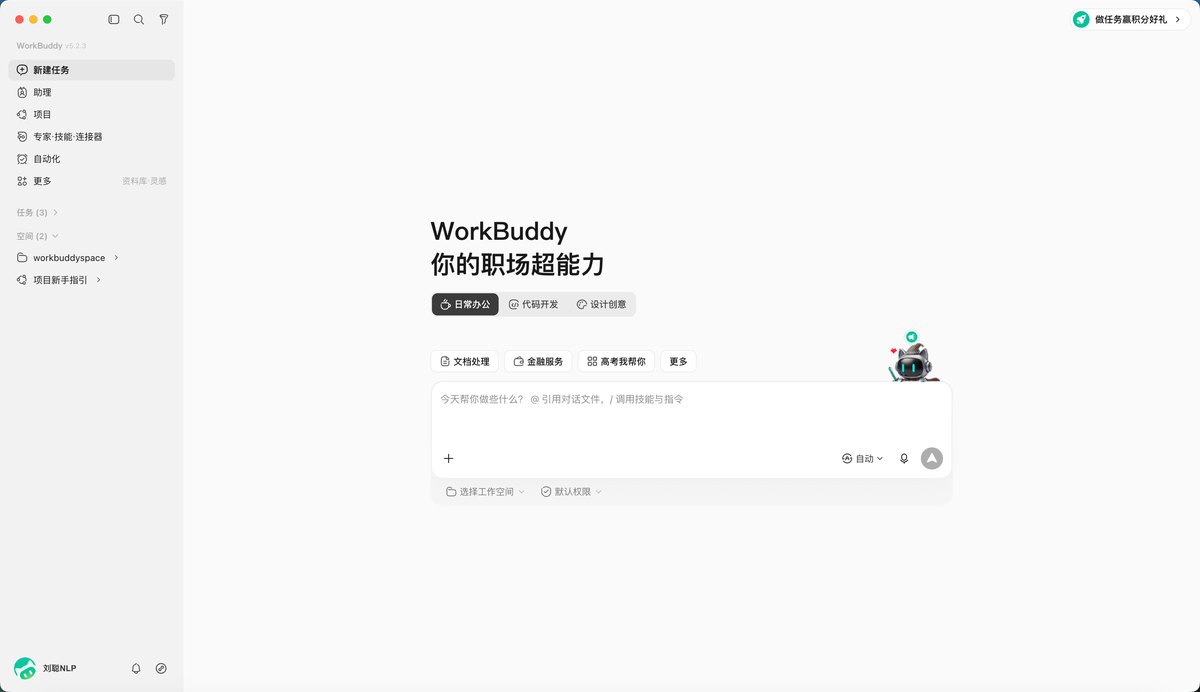 做任务赢积分好礼
WorkBuddy v5.2.3
新建任务
助理
项目
专家·技能·连接器
自动化
更多 资料库·灵感
任务 (3)
空间 (2)
workbuddyspace
项目新手指引
刘聪NLP
WorkBuddy
你的职场超能力
日常办公 代码开发 设计创意
文档处理 金融服务 高考我帮你 更多
今天帮你做些什么? @ 引用对话文件, / 调用技能与指令
自动
选择工作空间 默认权限